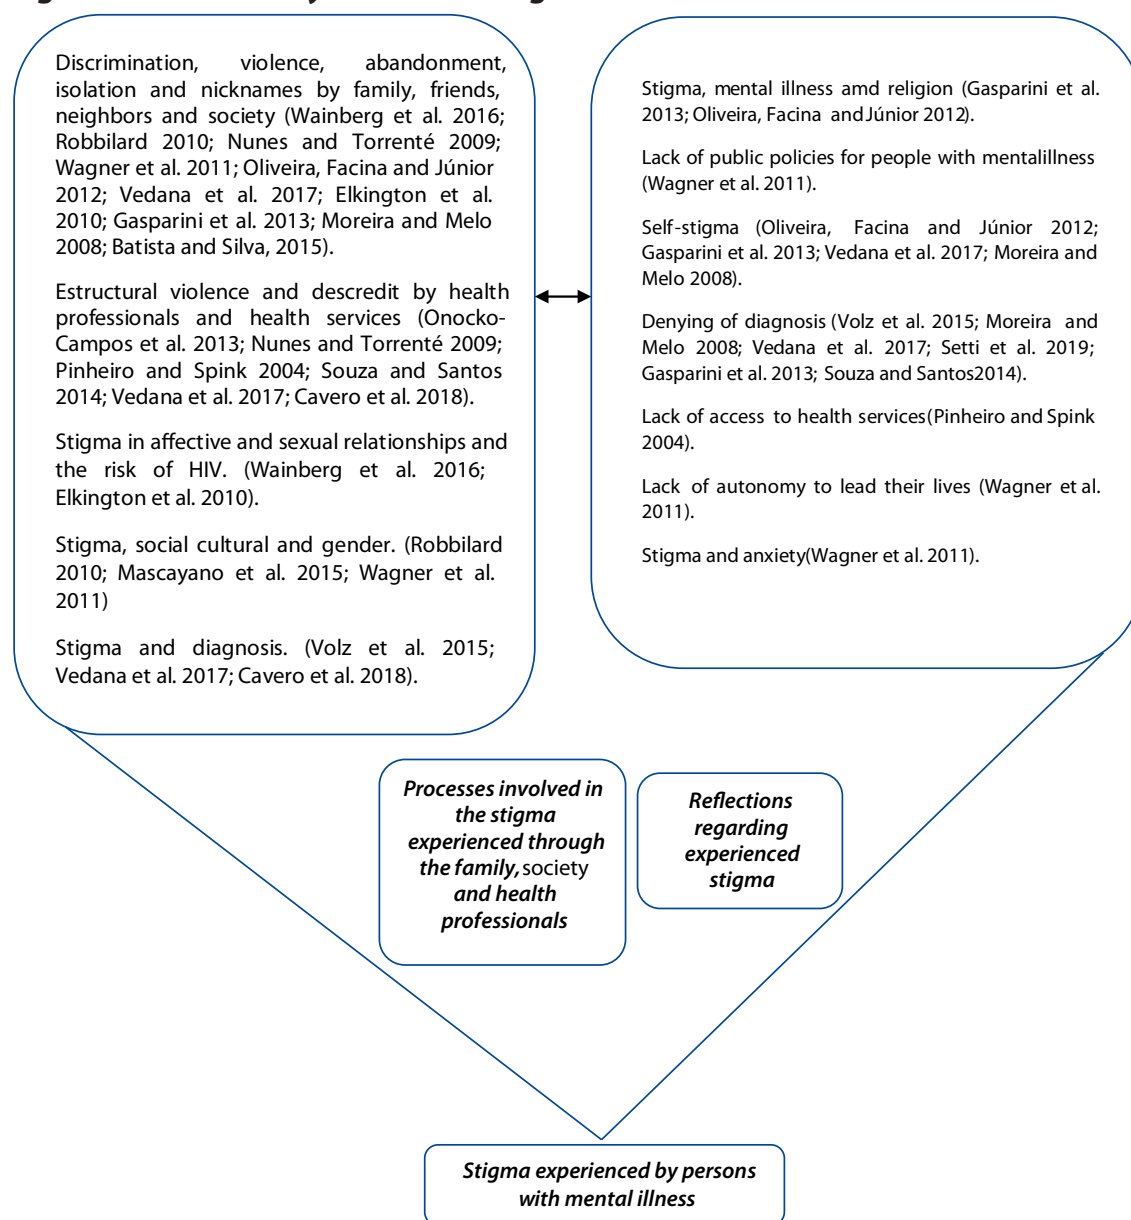 Discrimination, violence, abandonment,
isolation and nicknames by family, friends,
neighbors and society (Wainberg et al. 2016;
Robbilard 2010; Nunes and Torrenté 2009;
Wagner et al. 2011; Oliveira, Facina and Júnior
2012; Vedana et al. 2017; Elkington et al.
2010; Gasparini et al. 2013; Moreira and Melo
2008; Batista and Silva, 2015).
Estructural violence and descredit by health
professionals and health services (Onocko-
Campos et al. 2013; Nunes and Torrenté 2009;
Pinheiro and Spink 2004; Souza and Santos
2014; Vedana et al. 2017; Cavero et al. 2018).
Stigma in affective and sexual relationships and
the risk of HIV. (Wainberg et al. 2016;
Elkington et al. 2010).
Stigma, social cultural and gender. (Robbilard
2010; Mascayano et al. 2015; Wagner et al.
2011)
Stigma and diagnosis. (Volz et al. 2015;
Vedana et al. 2017; Cavero et al. 2018).
Stigma, mental illness amd religion (Gasparini et al.
2013; Oliveira, Facina and Júnior 2012).
Lack of public policies for people with mentalillness
(Wagner et al. 2011).
Self-stigma (Oliveira, Facina and Júnior 2012;
Gasparini et al. 2013; Vedana et al. 2017; Moreira and
Melo 2008).
Denying of diagnosis (Volz et al. 2015; Moreira and
Melo 2008; Vedana et al. 2017; Setti et al. 2019;
Gasparini et al. 2013; Souza and Santos2014).
Lack of access to health services(Pinheiro and Spink
2004).
Lack of autonomy to lead their lives (Wagner et al.
2011).
Stigma and anxiety(Wagner et al. 2011).
Processes involved in
the stigma
experienced through
the family, society
and health
professionals
Reflections
regarding
experienced
stigma
Stigma experienced by persons
with mental illness